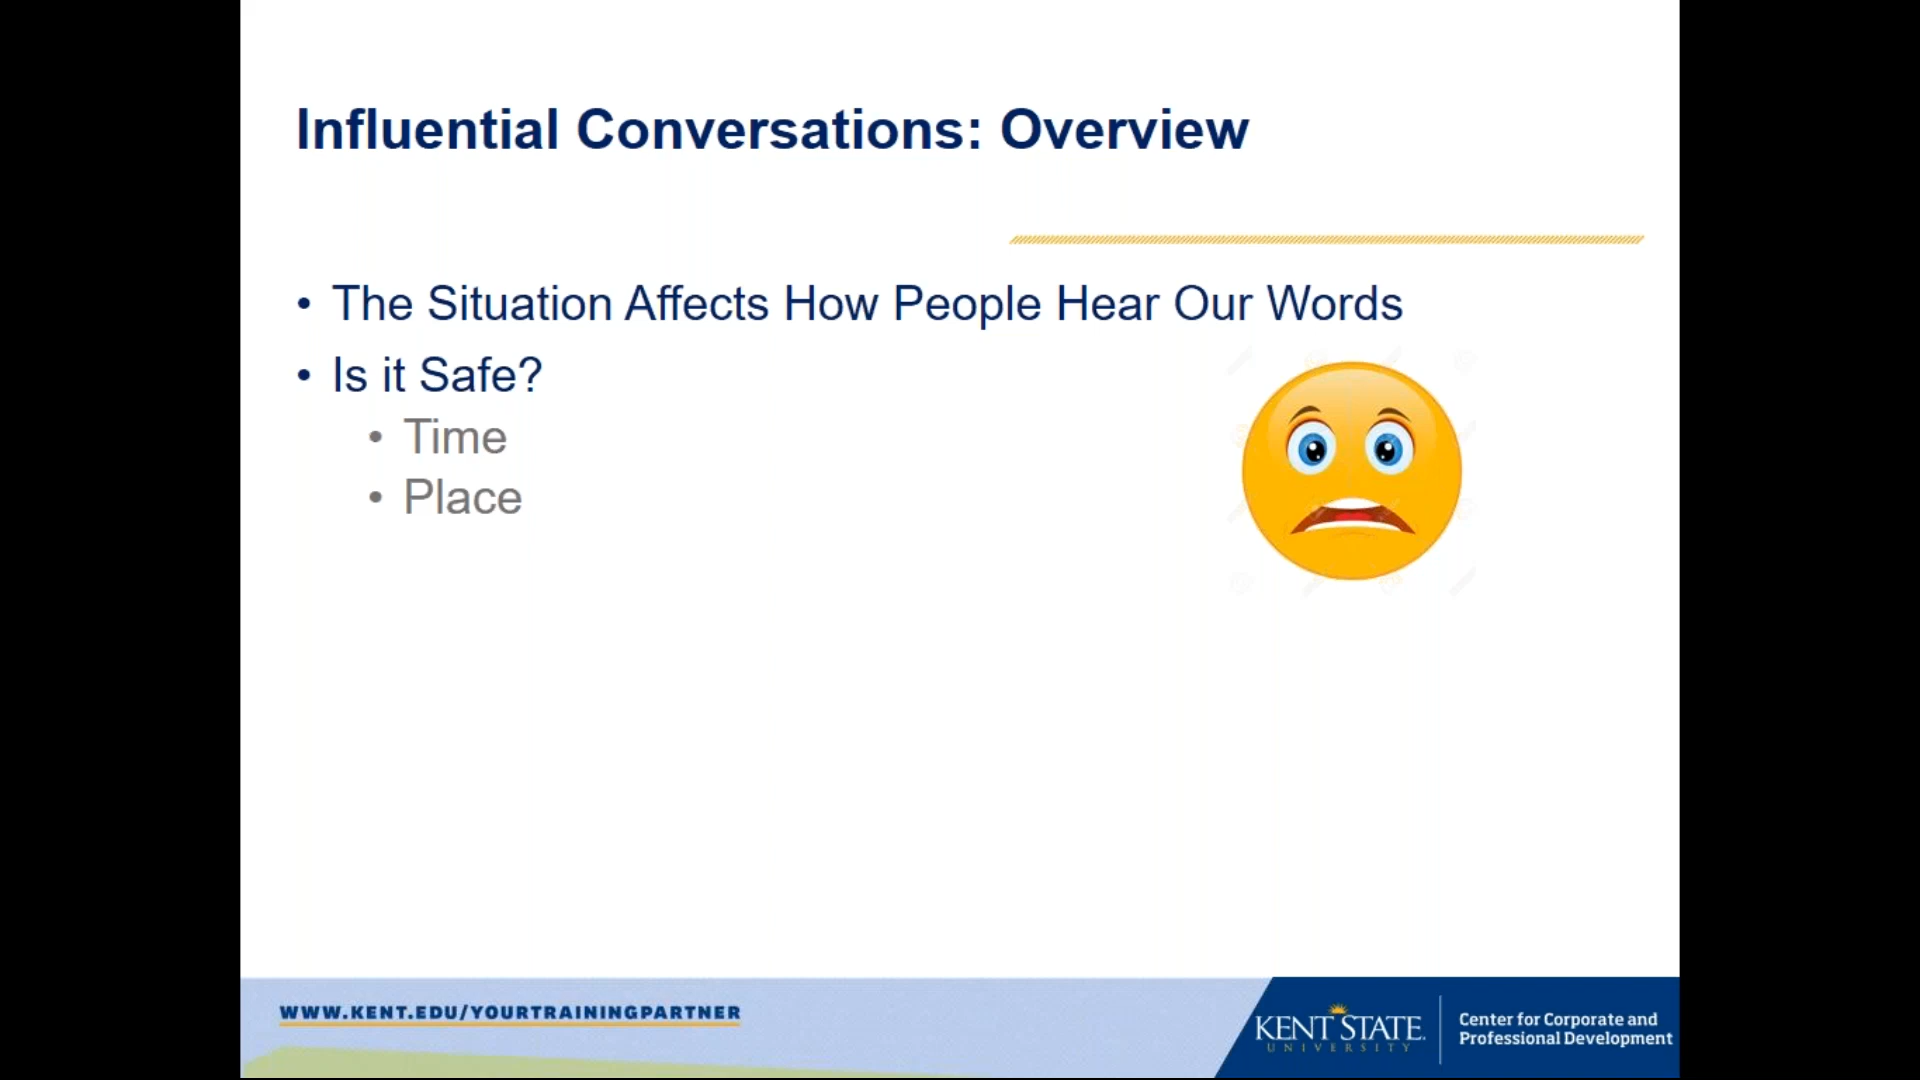 Influential Conversations: Overview
• The Situation Affects How People Hear Our Words
• Is it Safe?
• Time
• Place
WWW.KENT.EDU/YOURTRAININGPARTNER
KENT STATE
UNIVERSITY
Center for Corporate and
Professional Development